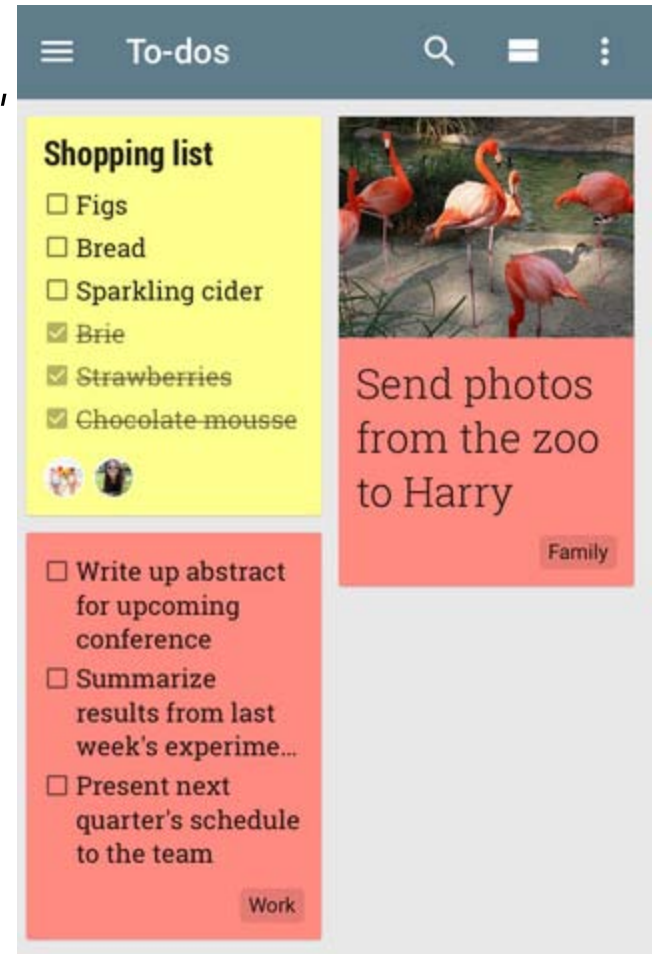 To-dos
Shopping list
Figs
Bread
Sparkling cider
Brie
Strawberries
Chocolate mousse
Write up abstract
for upcoming
conference
Summarize
results from last
week's experime...
Present next
quarter's schedule
to the team
Work
Send photos
from the zoo
to Harry
Family